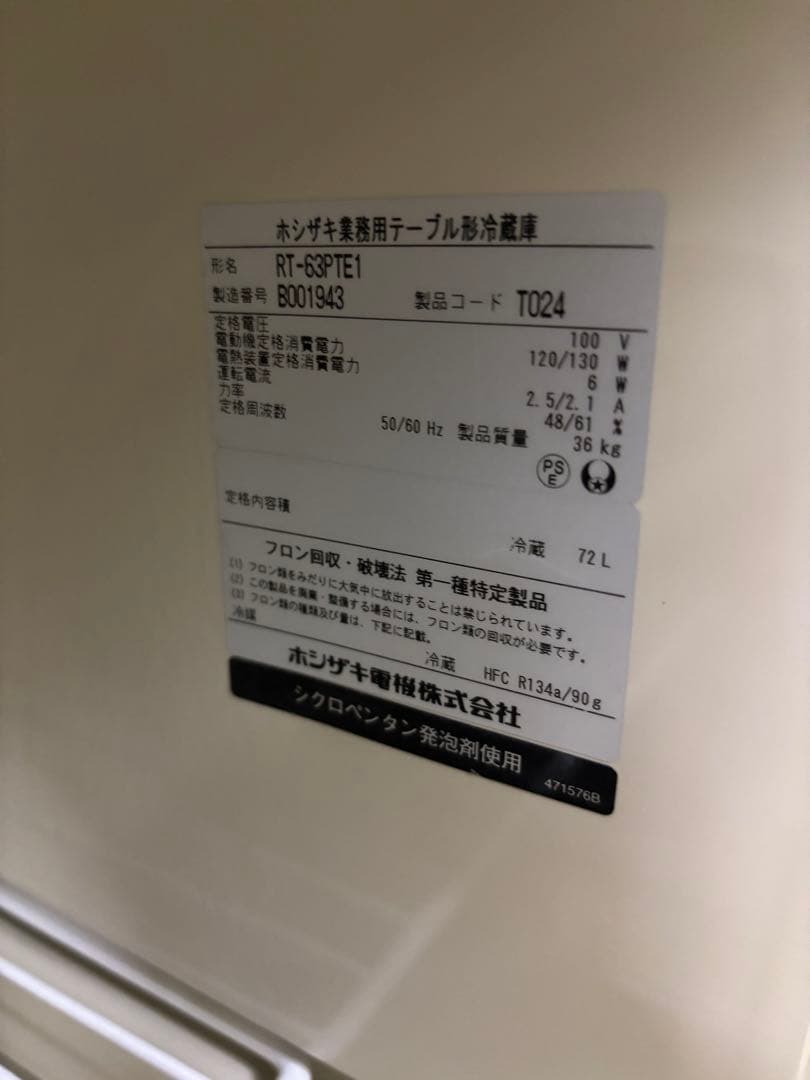 ホシザキ業務用テーブル形冷蔵庫
形名 RT-63PTE1
製造番号 B001943 製品コード T024
定格電圧 100 V
電動機定格消費電力 120/130 W
電熱装置定格消費電力 6 W
運転電流 2.5/2.1 A
力率 48/61 %
定格周波数 50/60 Hz 製品質量 36 kg
PS
E
定格内容積 冷蔵 72 L
フロン回収・破壊法 第一種特定製品
(1) フロン類をみだりに大気中に放出することは禁じられています。
(2) この製品を廃棄・整備する場合には、フロン類の回収が必要です。
(3) フロン類の種類及び量は、下記に記載。
冷媒 冷蔵 HFC R134a/90g
ホシザキ電機株式会社
シクロペンタン発泡剤使用
471576B